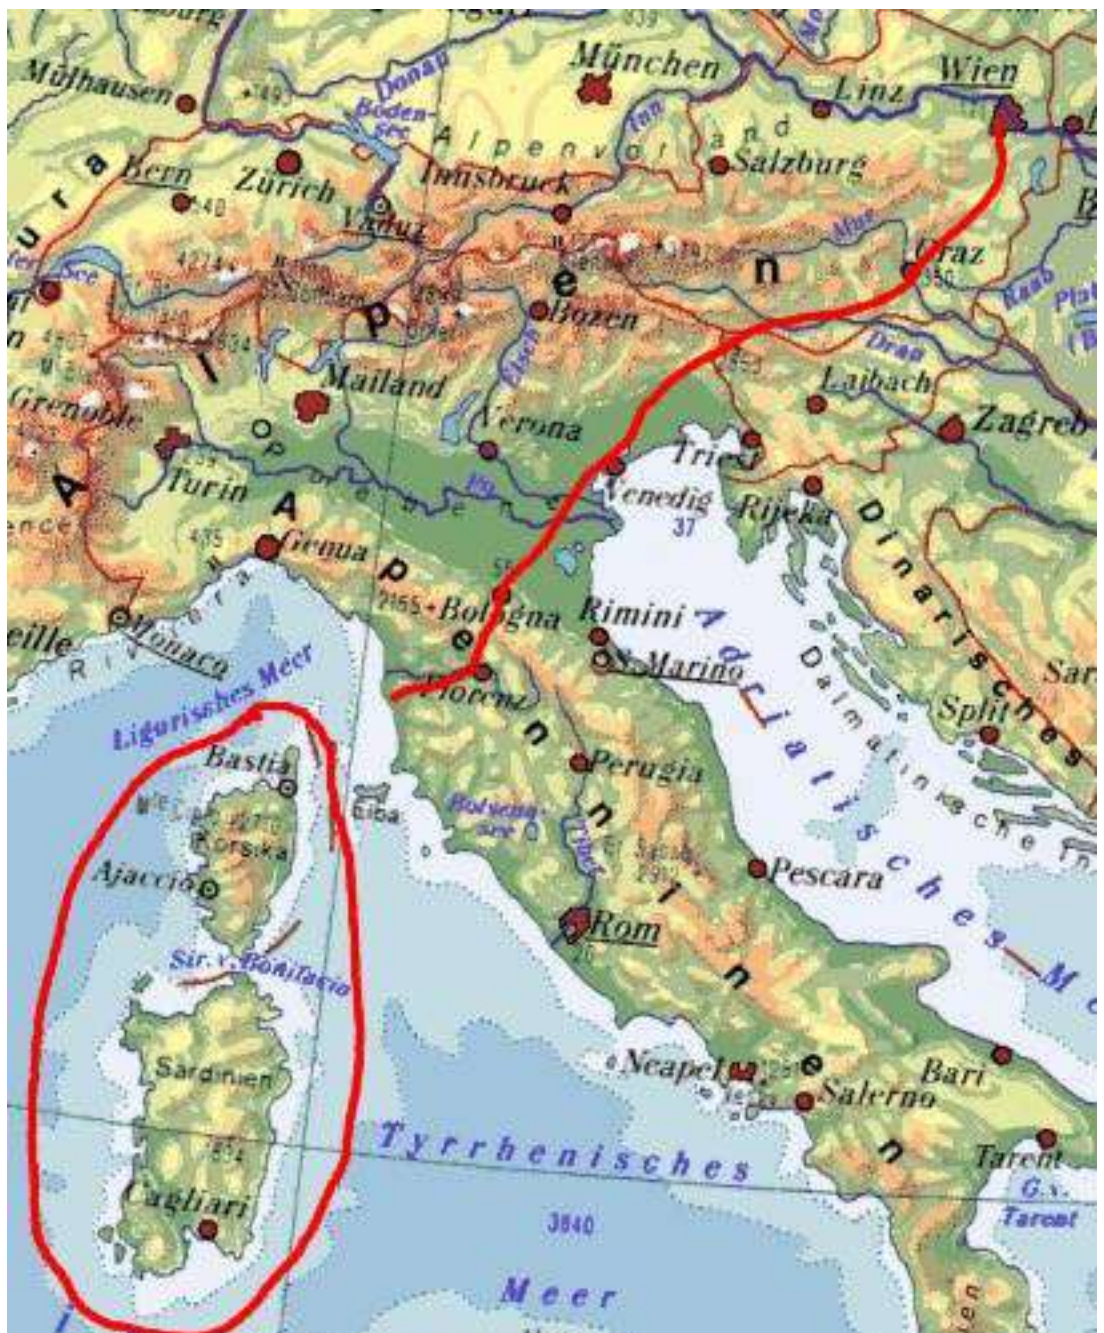 Donau
München
Linz
Wien
Mülhausen
Boden-
see
Inn
Alpenvorland
Salzburg
Bern
Zürich
Innsbruck
Vaduz
Jura
See
Mur
Graz
Raab
Alpen
Bozen
Etsch
Drau
Laibach
Zagreb
Mailand
Grenoble
Verona
Triest
Turin
Po
Venedig
Rijeka
37
Genua
Bologna
Rimini
S. Marino
Monaco
Apenninen
Dinarisches
Florenz
Ligurisches Meer
Adriatisches
Split
Bastia
Elba
Perugia
Korsika
Bolsena-
see
Tiber
Ajaccio
Pescara
Rom
Str. v. Bonifacio
Neapel
Bari
Salerno
Sardinien
Tyrrhenisches
Tarent
G.v.
Tarent
Cagliari
3840
Meer